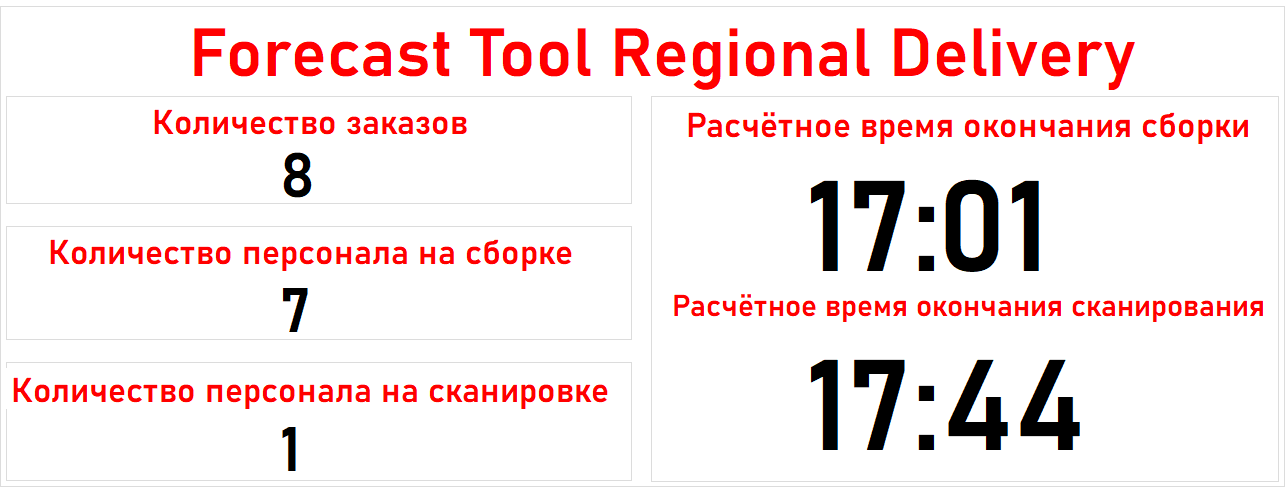 Forecast Tool Regional Delivery
Количество заказов
8
Количество персонала на сборке
7
Количество персонала на сканировке
1
Расчётное время окончания сборки
17:01
Расчётное время окончания сканирования
17:44